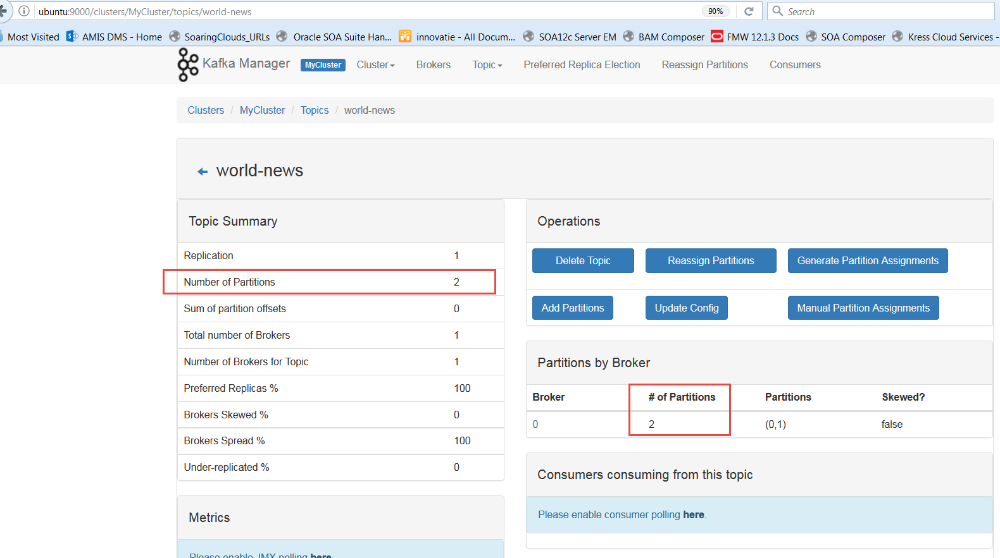 ubuntu:9000/clusters/MyCluster/topics/world-news 90% Search
Most Visited AMIS DMS - Home SoaringClouds_URLs Oracle SOA Suite Han... innovatie - All Docum... SOA12c Server EM BAM Composer FMW 12.1.3 Docs SOA Composer Kress Cloud Services -
Kafka Manager MyCluster Cluster Brokers Topic Preferred Replica Election Reassign Partitions Consumers
Clusters / MyCluster / Topics / world-news
world-news
Topic Summary
Replication 1
Number of Partitions 2
Sum of partition offsets 0
Total number of Brokers 1
Number of Brokers for Topic 1
Preferred Replicas % 100
Brokers Skewed % 0
Brokers Spread % 100
Under-replicated % 0
Metrics
Please enable JMX polling here.
Operations
Delete Topic Reassign Partitions Generate Partition Assignments
Add Partitions Update Config Manual Partition Assignments
Partitions by Broker
Broker # of Partitions Partitions Skewed?
0 2 (0,1) false
Consumers consuming from this topic
Please enable consumer polling here.